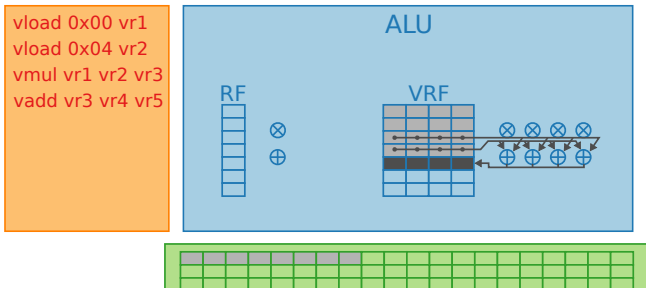 vload 0x00 vr1
vload 0x04 vr2
vmul vr1 vr2 vr3
vadd vr3 vr4 vr5
ALU
RF
VRF